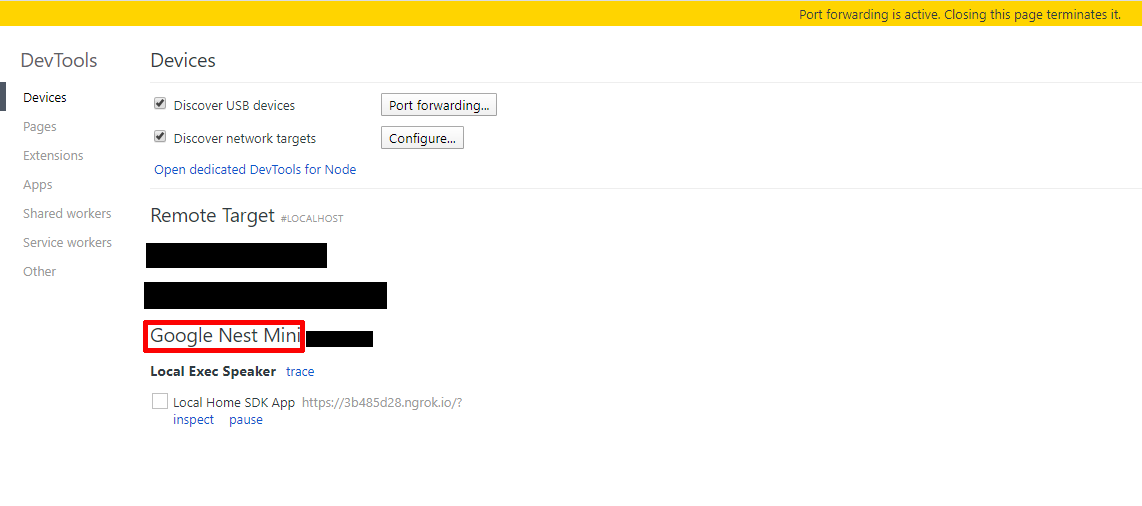 Port forwarding is active. Closing this page terminates it.
DevTools
Devices
Pages
Extensions
Apps
Shared workers
Service workers
Other
Devices
Discover USB devices Port forwarding...
Discover network targets Configure...
Open dedicated DevTools for Node
Remote Target #LOCALHOST
Google Nest Mini
Local Exec Speaker trace
Local Home SDK App https://3b485d28.ngrok.io/?
inspect pause